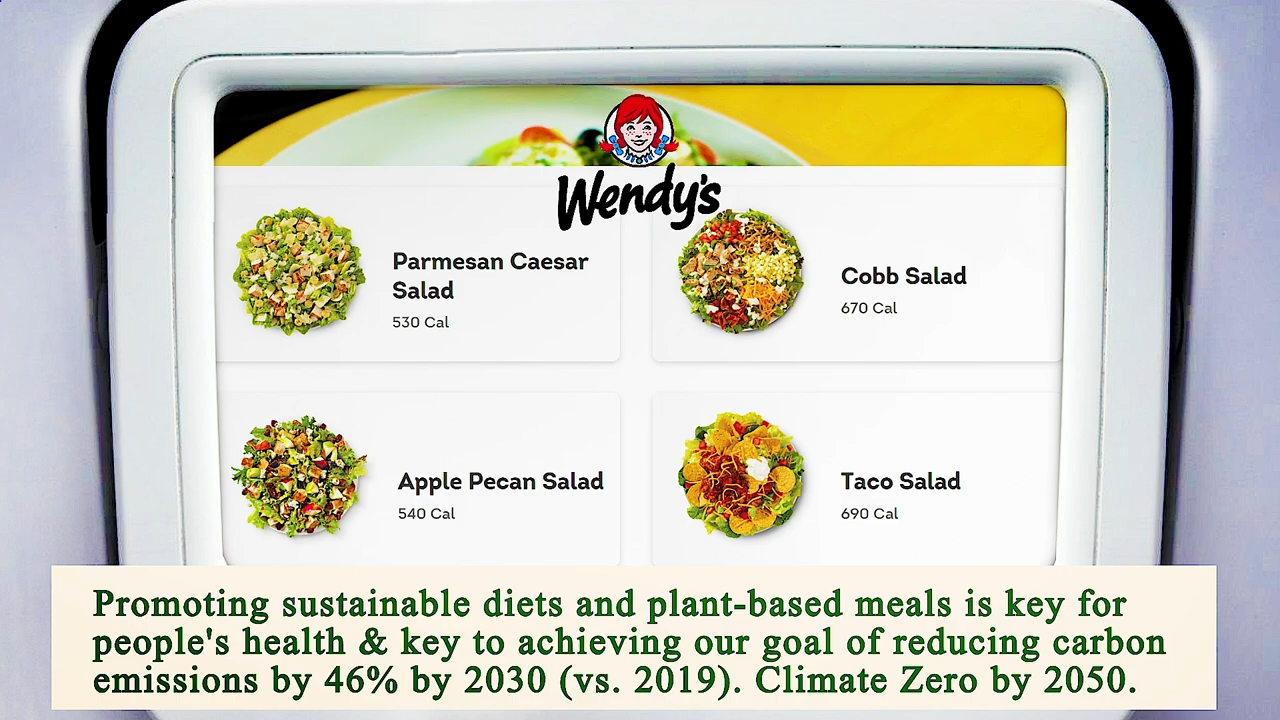 Wendy's
Parmesan Caesar
Salad
530 Cal
Cobb Salad
670 Cal
Apple Pecan Salad
540 Cal
Taco Salad
690 Cal
Promoting sustainable diets and plant-based meals is key for
people's health & key to achieving our goal of reducing carbon
emissions by 46% by 2030 (vs. 2019). Climate Zero by 2050.